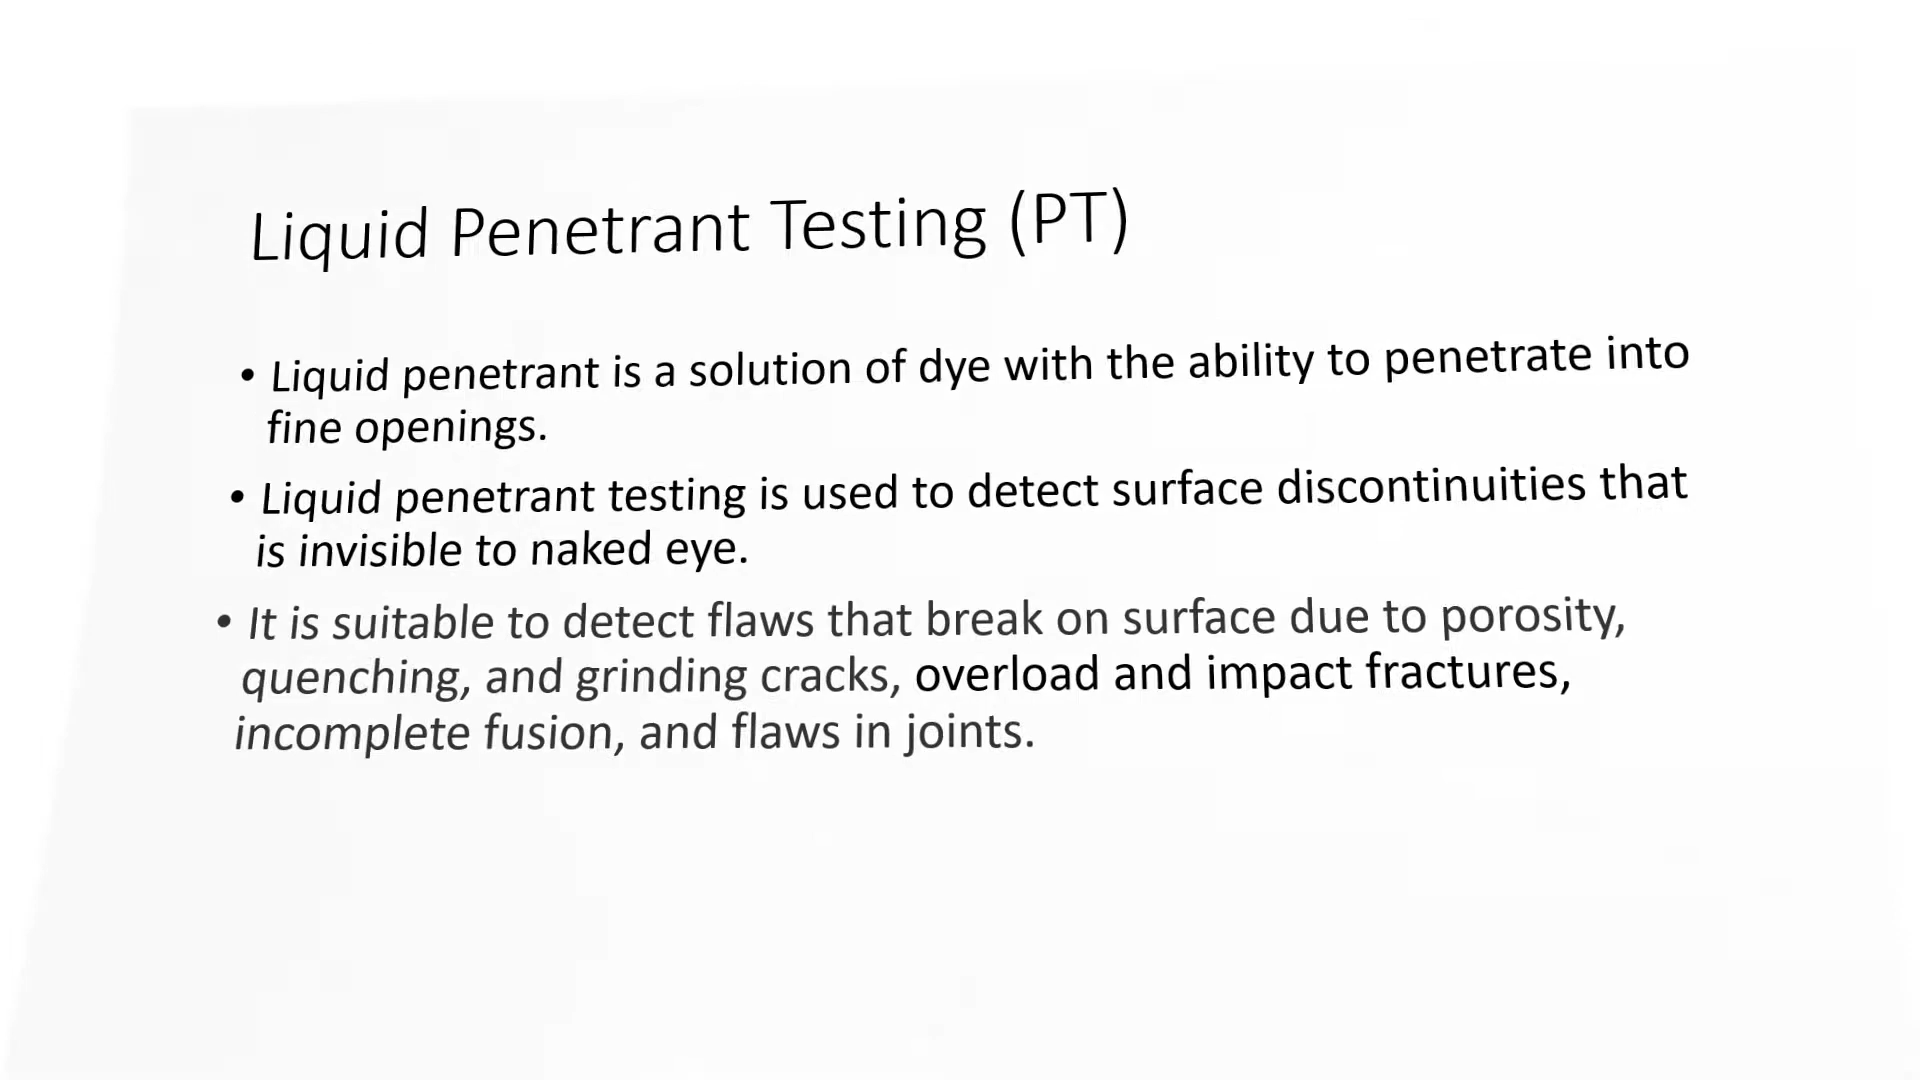 Liquid Penetrant Testing (PT)
• Liquid penetrant is a solution of dye with the ability to penetrate into
fine openings.
• Liquid penetrant testing is used to detect surface discontinuities that
is invisible to naked eye.
• It is suitable to detect flaws that break on surface due to porosity,
quenching, and grinding cracks, overload and impact fractures,
incomplete fusion, and flaws in joints.